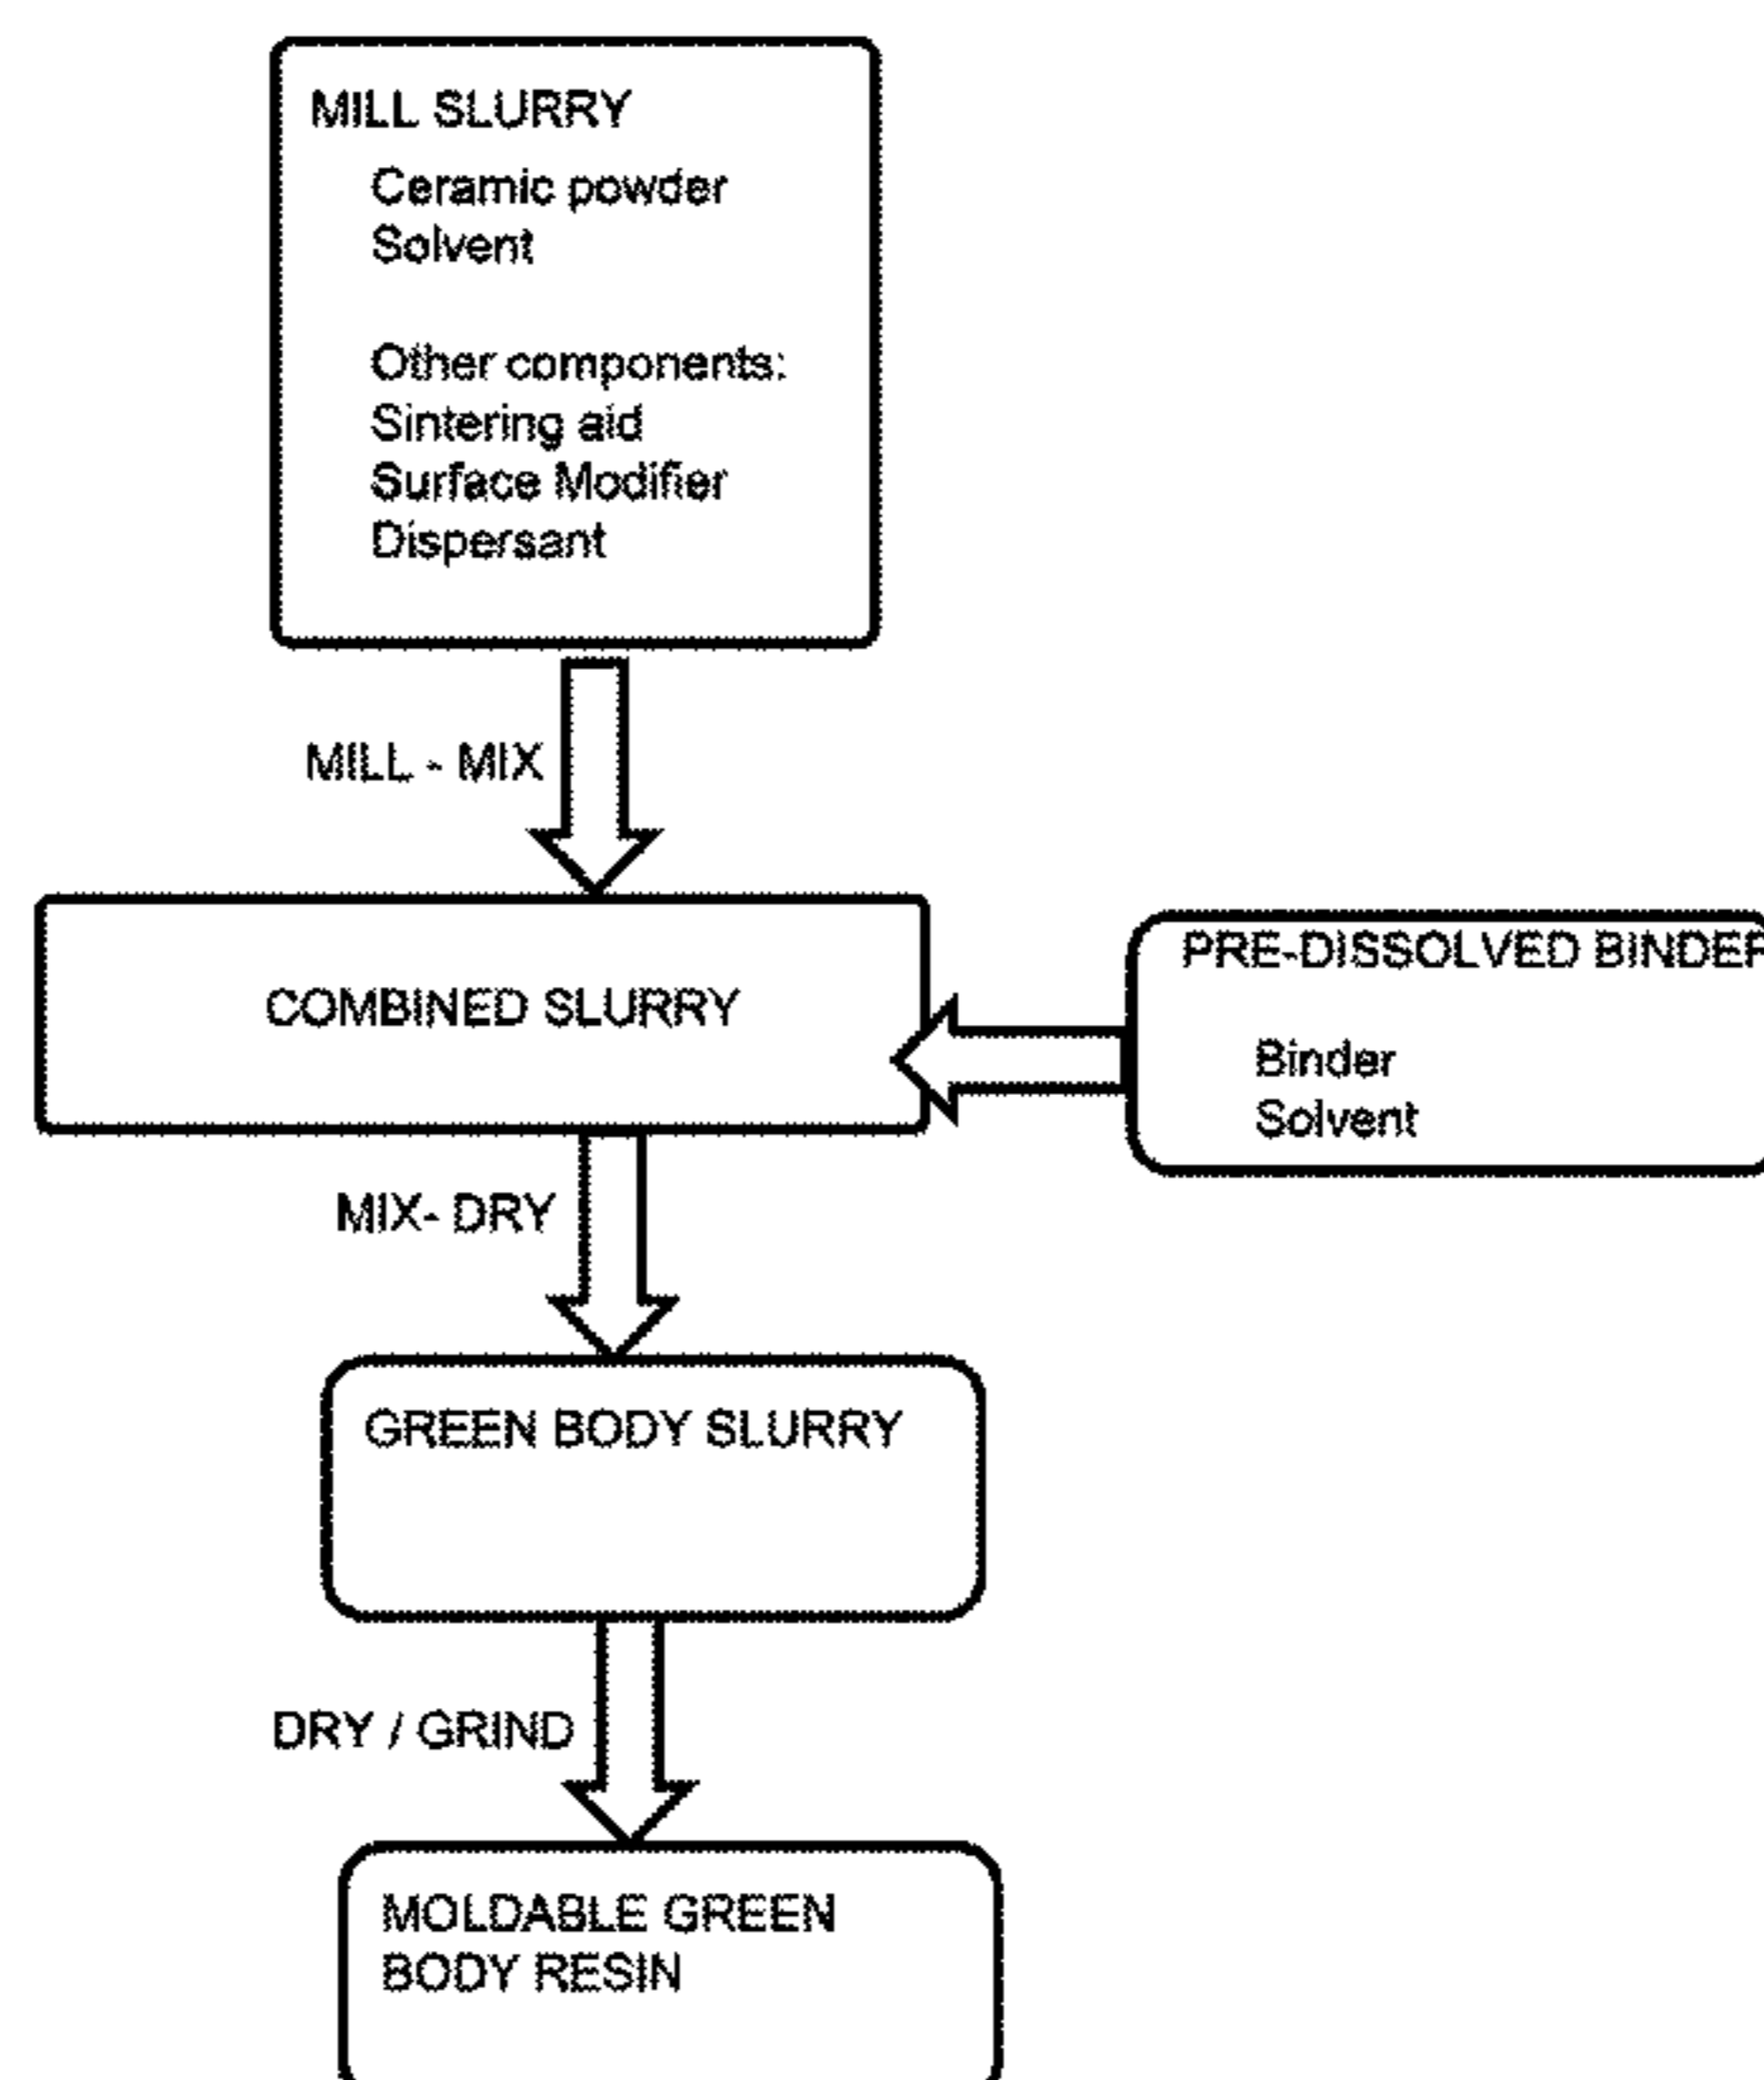 MILL SLURRY
Ceramic powder
Solvent
Other components:
Sintering aid
Surface Modifier
Dispersant
MILL - MIX
COMBINED SLURRY
PRE-DISSOLVED BINDER
Binder
Solvent
MIX- DRY
GREEN BODY SLURRY
DRY / GRIND
MOLDABLE GREEN
BODY RESIN